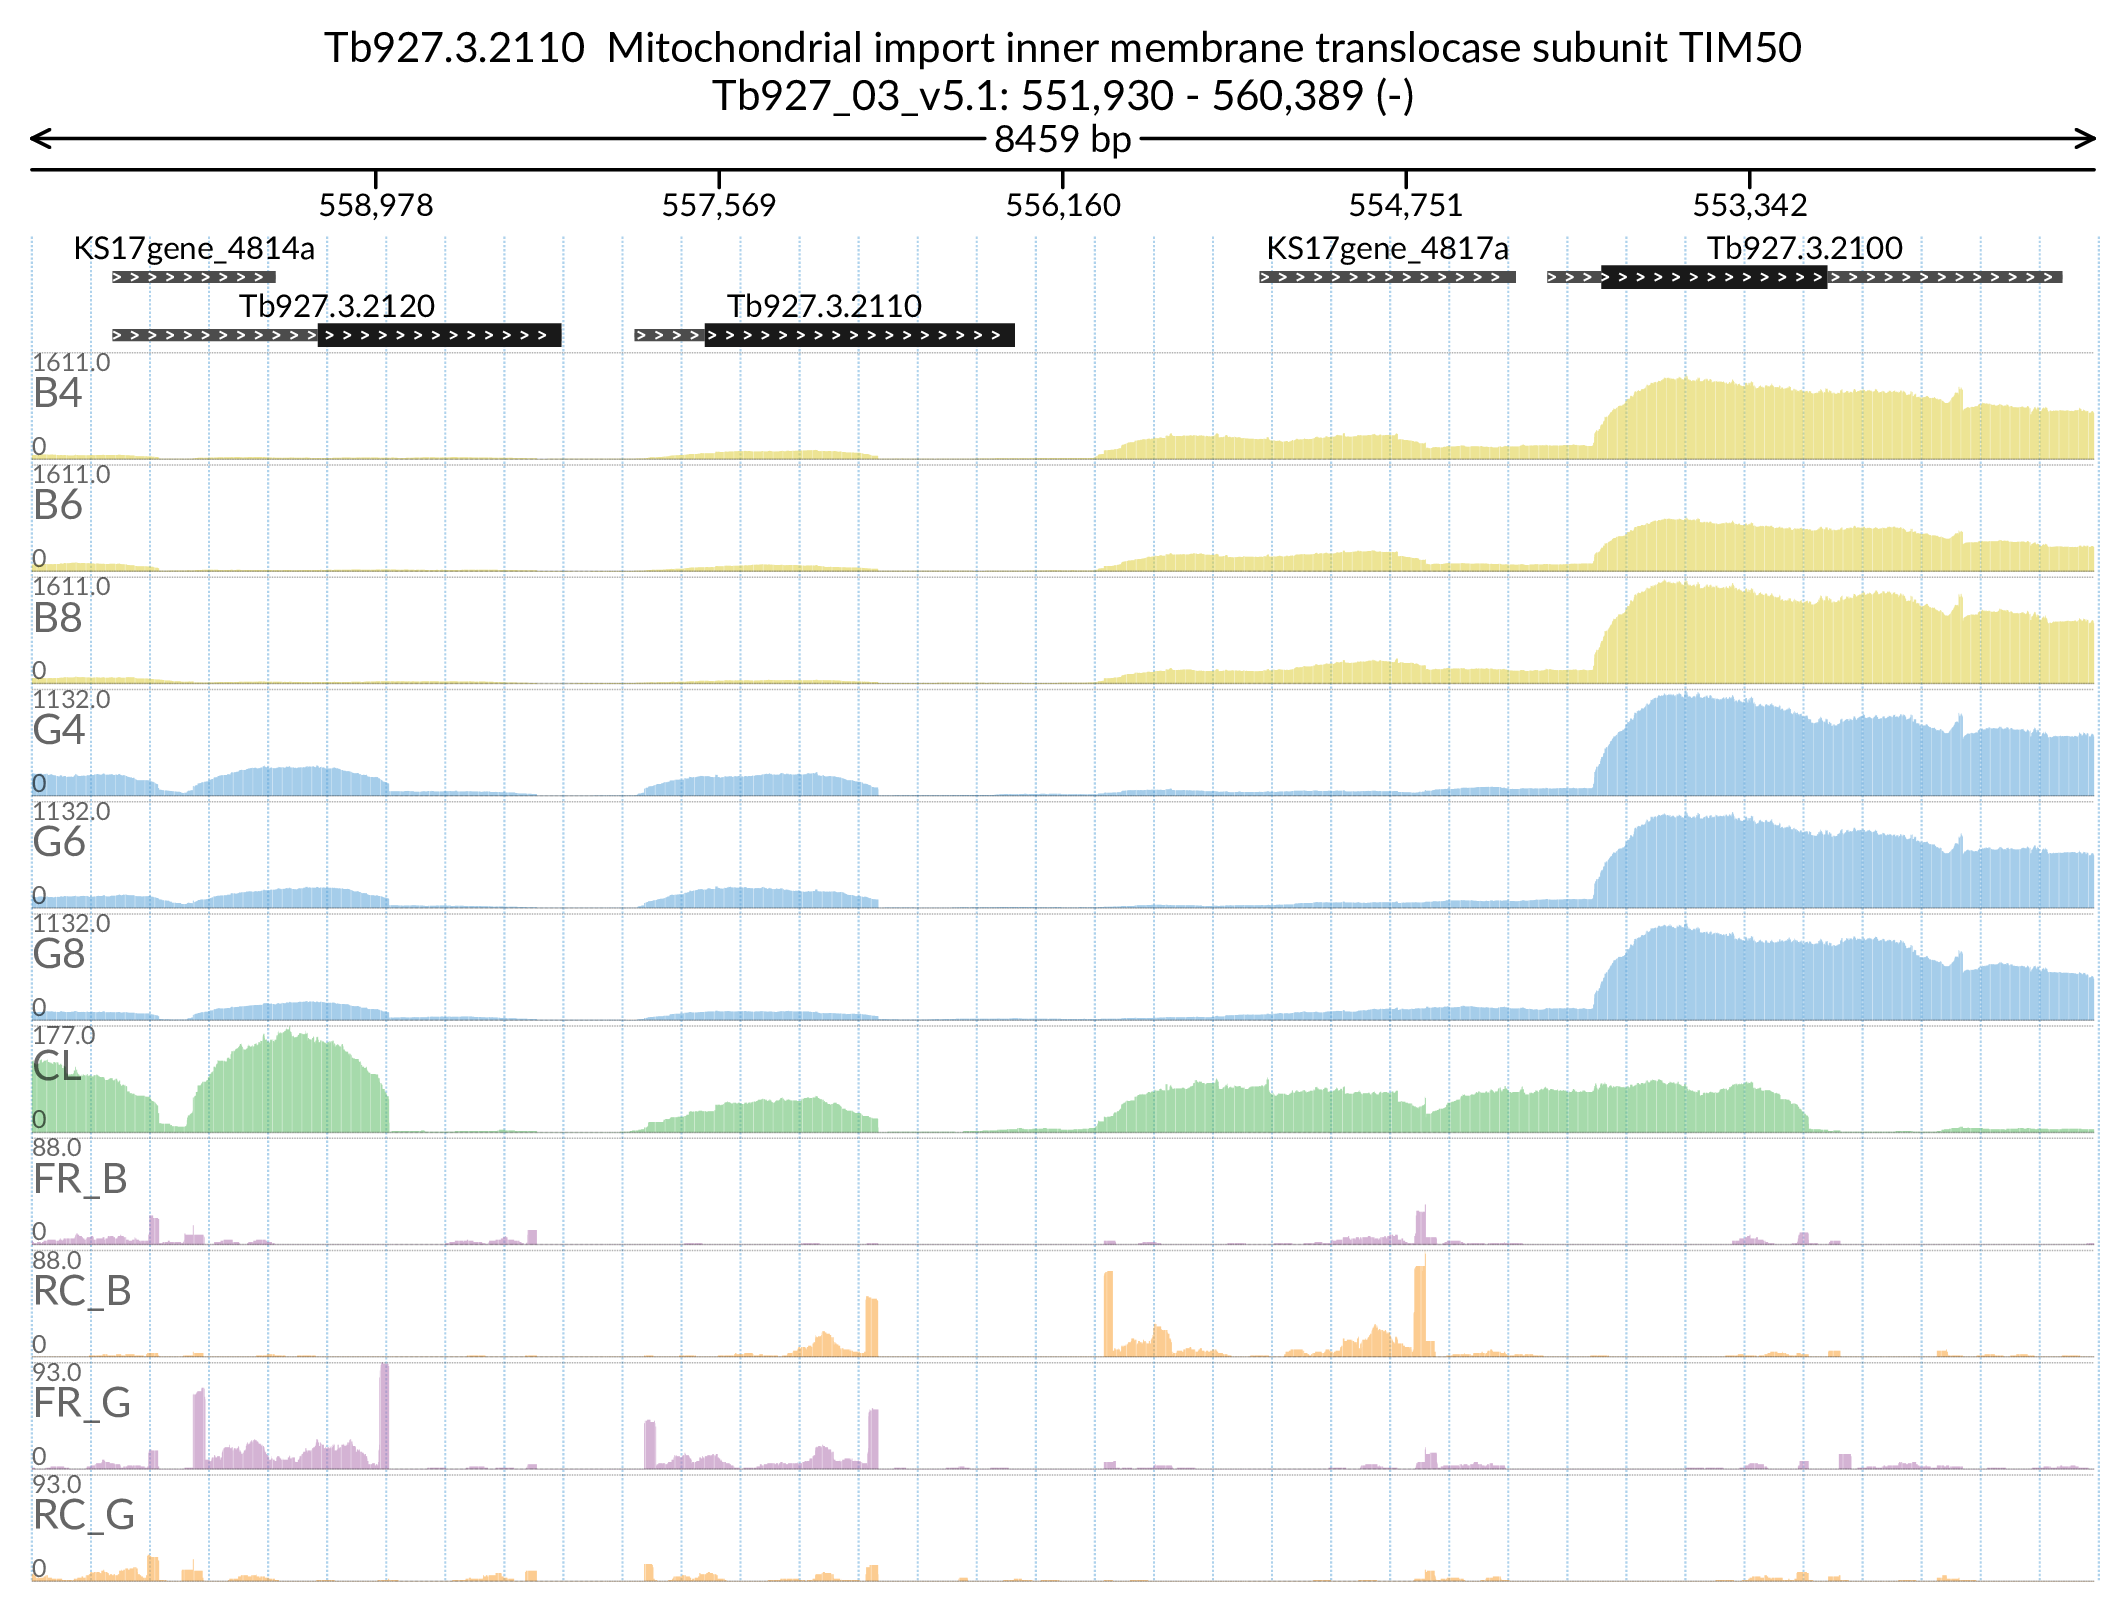 Tb927.3.2110  Mitochondrial import inner membrane translocase subunit TIM50
Tb927_03_v5.1: 551,930 - 560,389 (-)
8459 bp
558,978 557,569 556,160 554,751 553,342
KS17gene_4814a KS17gene_4817a Tb927.3.2100
Tb927.3.2120 Tb927.3.2110
1611.0
B4
0
1611.0
B6
0
1611.0
B8
0
1132.0
G4
0
1132.0
G6
0
1132.0
G8
0
177.0
CL
0
88.0
FR_B
0
88.0
RC_B
0
93.0
FR_G
0
93.0
RC_G
0